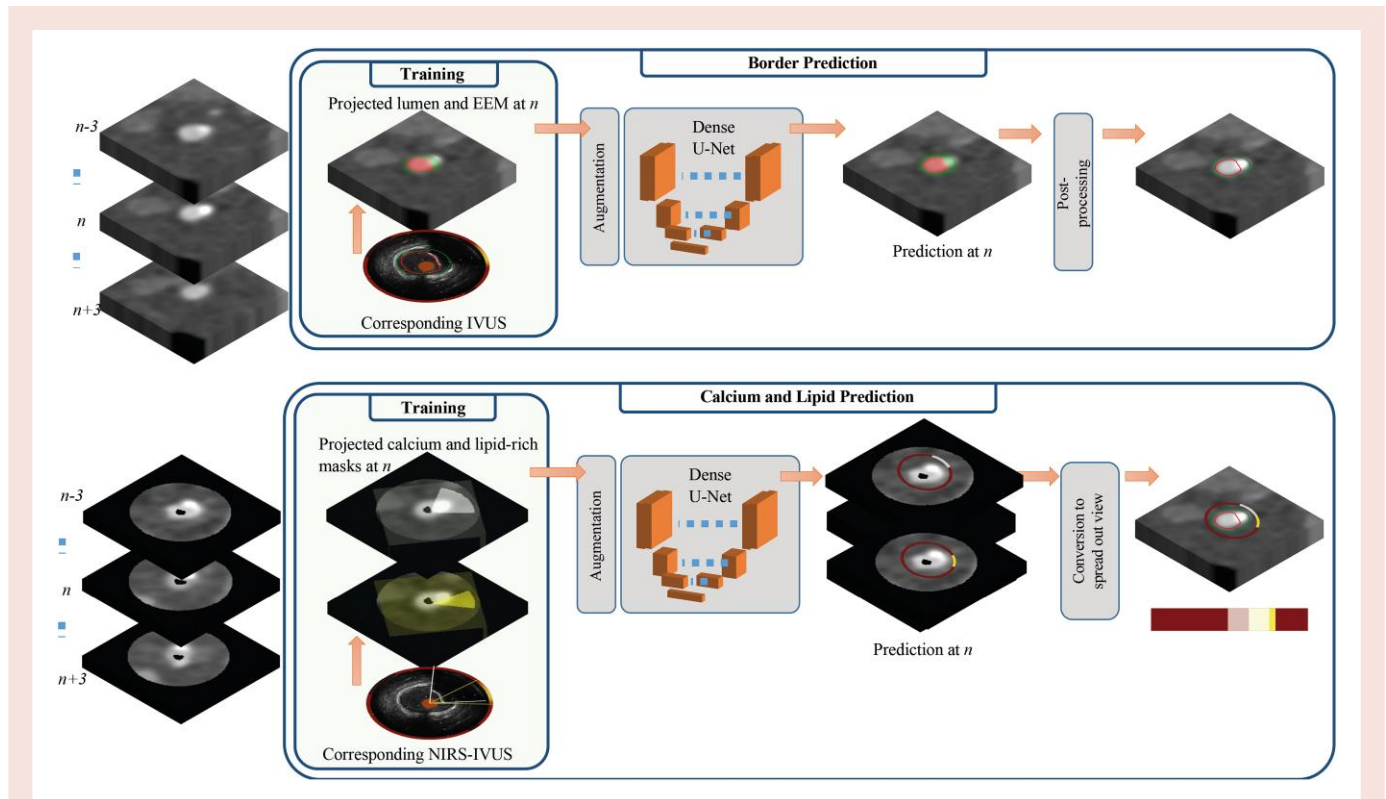 Border Prediction
Training
Projected lumen and EEM at n
n-3
n
n+3
Corresponding IVUS
Augmentation
Dense
U-Net
Prediction at n
Post-
processing
Calcium and Lipid Prediction
Training
Projected calcium and lipid-rich
masks at n
n-3
n
n+3
Corresponding NIRS-IVUS
Augmentation
Dense
U-Net
Prediction at n
Conversion to
spread out view